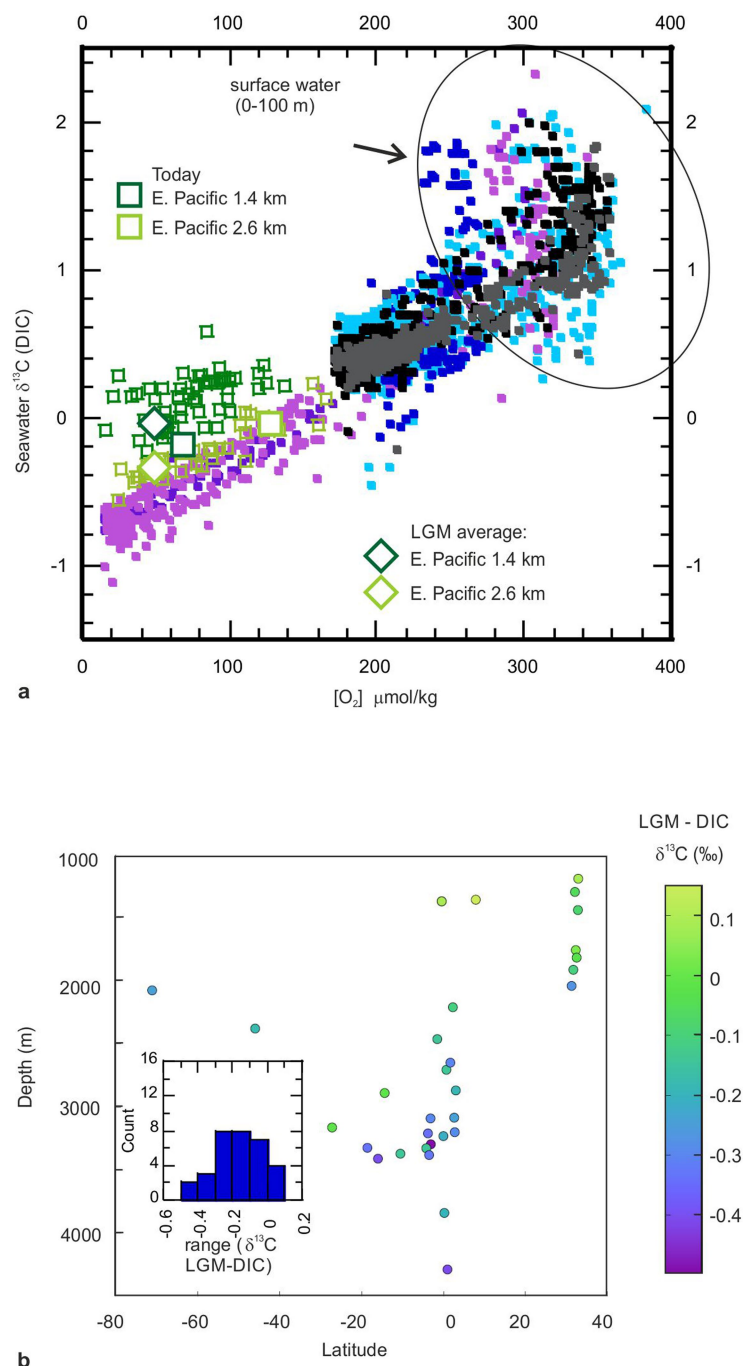 0 100 200 300 400
surface water
(0-100 m)
2
2
Today
E. Pacific 1.4 km
E. Pacific 2.6 km
1
1
Seawater δ¹³C (DIC)
0
0
LGM average:
E. Pacific 1.4 km
E. Pacific 2.6 km
-1
-1
0 100 200 300 400
a
[O₂] μmol/kg
LGM - DIC
δ¹³C (‰)
1000
2000
3000
4000
Depth (m)
0.1
0
-0.1
-0.2
-0.3
-0.4
16
12
8
4
0
Count
-0.6 -0.4 -0.2 0 0.2
range (δ¹³C
LGM-DIC)
-80 -60 -40 -20 0 20 40
Latitude
b